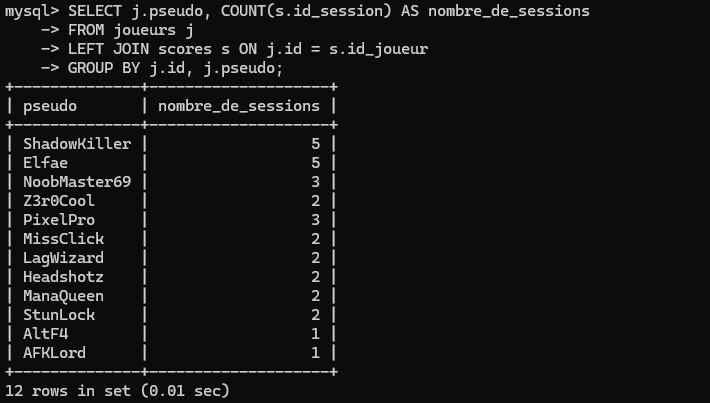 mysql> SELECT j.pseudo, COUNT(s.id_session) AS nombre_de_sessions
    -> FROM joueurs j
    -> LEFT JOIN scores s ON j.id = s.id_joueur
    -> GROUP BY j.id, j.pseudo;
+--------------+--------------------+
| pseudo       | nombre_de_sessions |
+--------------+--------------------+
| ShadowKiller |                  5 |
| Elfae        |                  5 |
| NoobMaster69 |                  3 |
| Z3r0Cool     |                  2 |
| PixelPro     |                  3 |
| MissClick    |                  2 |
| LagWizard    |                  2 |
| Headshotz    |                  2 |
| ManaQueen    |                  2 |
| StunLock     |                  2 |
| AltF4        |                  1 |
| AFKLord      |                  1 |
+--------------+--------------------+
12 rows in set (0.01 sec)